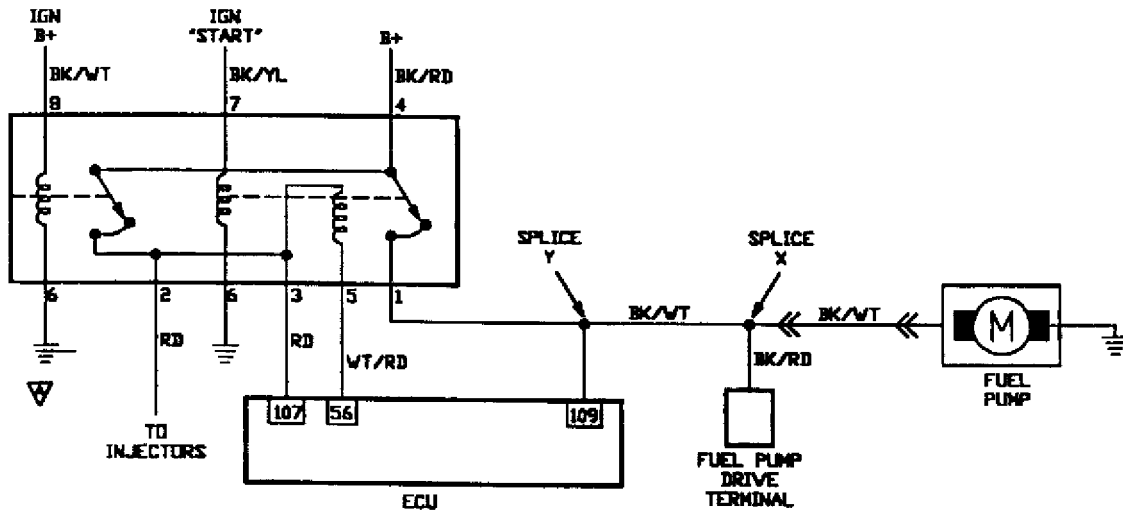 IGN
B+
IGN
"START"
B+
BK/WT
BK/YL
BK/RD
8
7
4
6
2
6
3
5
1
SPLICE
Y
SPLICE
X
BK/WT
BK/WT
RD
RD
WT/RD
BK/RD
M
FUEL
PUMP
A
107
56
109
TO
INJECTORS
FUEL PUMP
DRIVE
TERMINAL
ECU